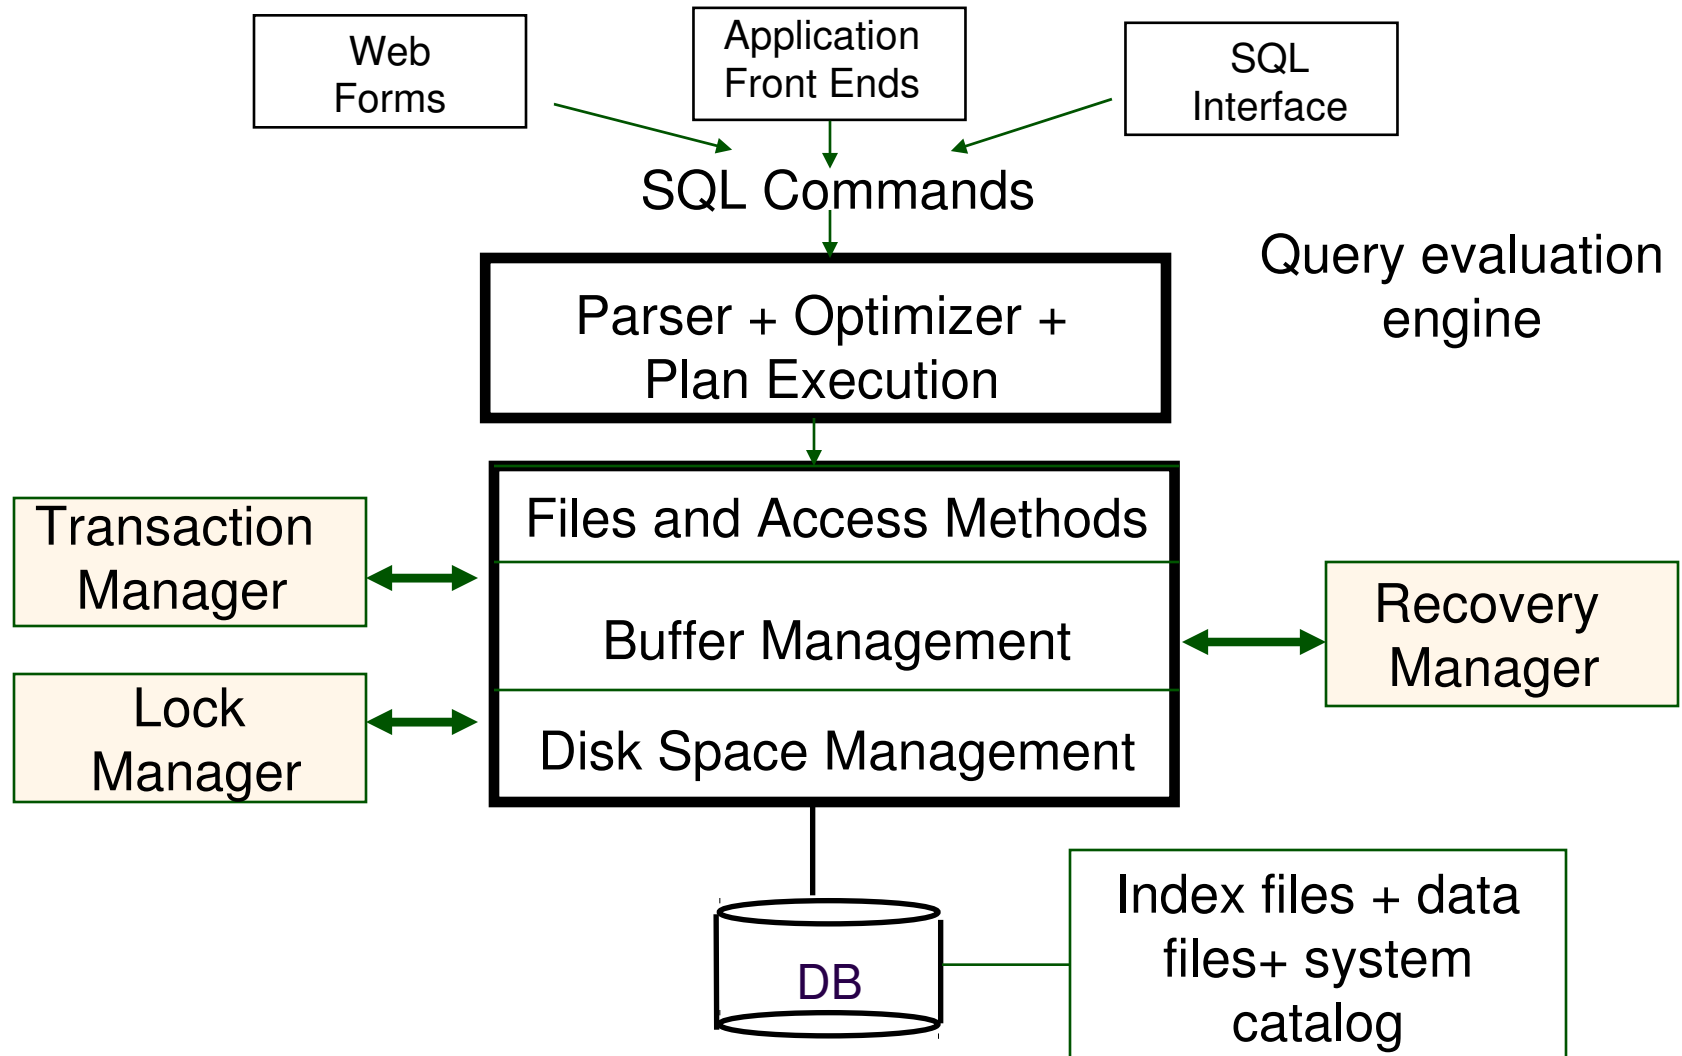 Web
Forms
Application
Front Ends
SQL
Interface
SQL Commands
Query evaluation
engine
Parser + Optimizer +
Plan Execution
Files and Access Methods
Transaction
Manager
Buffer Management
Recovery
Manager
Lock
Manager
Disk Space Management
Index files + data
files+ system
catalog
DB